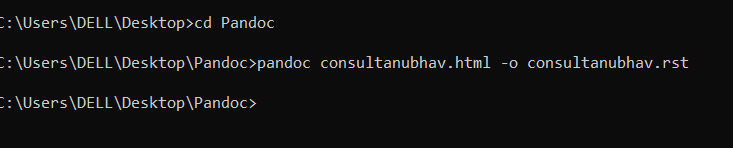 C:\Users\DELL\Desktop>cd Pandoc
C:\Users\DELL\Desktop\Pandoc>pandoc consultanubhav.html -o consultanubhav.rst
C:\Users\DELL\Desktop\Pandoc>